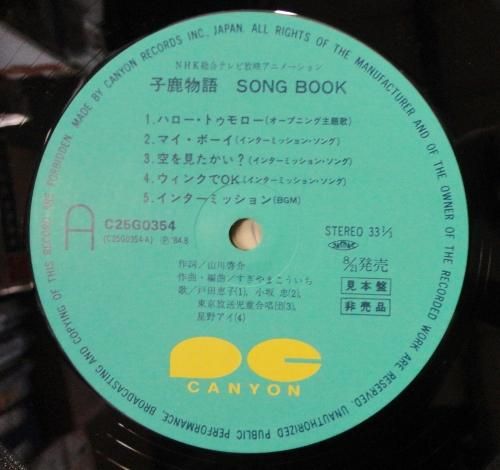 MADE BY CANYON RECORDS INC., JAPAN. ALL RIGHTS OF THE MANUFACTURER AND OF THE OWNER OF THE RECORDED WORK ARE RESERVED. UNAUTHORIZED PUBLIC PERFORMANCE, BROADCASTING AND COPYING OF THIS RECORD ARE FORBIDDEN.
NHK総合テレビ放映アニメーション
子鹿物語 SONG BOOK
1.ハロー・トゥモロー(オープニング主題歌)
2.マイ・ボーイ(インターミッション・ソング)
3.空を見たかい?(インターミッション・ソング)
4.ウィンクでOK(インターミッション・ソング)
5.インターミッション(BGM)
A
C25G0354
(C25G0354-A) Ⓟ'84.8
STEREO 33⅓
8/21発売
見本盤
非売品
作詞/山川啓介
作曲・編曲/すぎやまこういち
歌/戸田恵子(1), 小坂 忠(2),
東京放送児童合唱団(3),
星野アイ(4)
CANYON